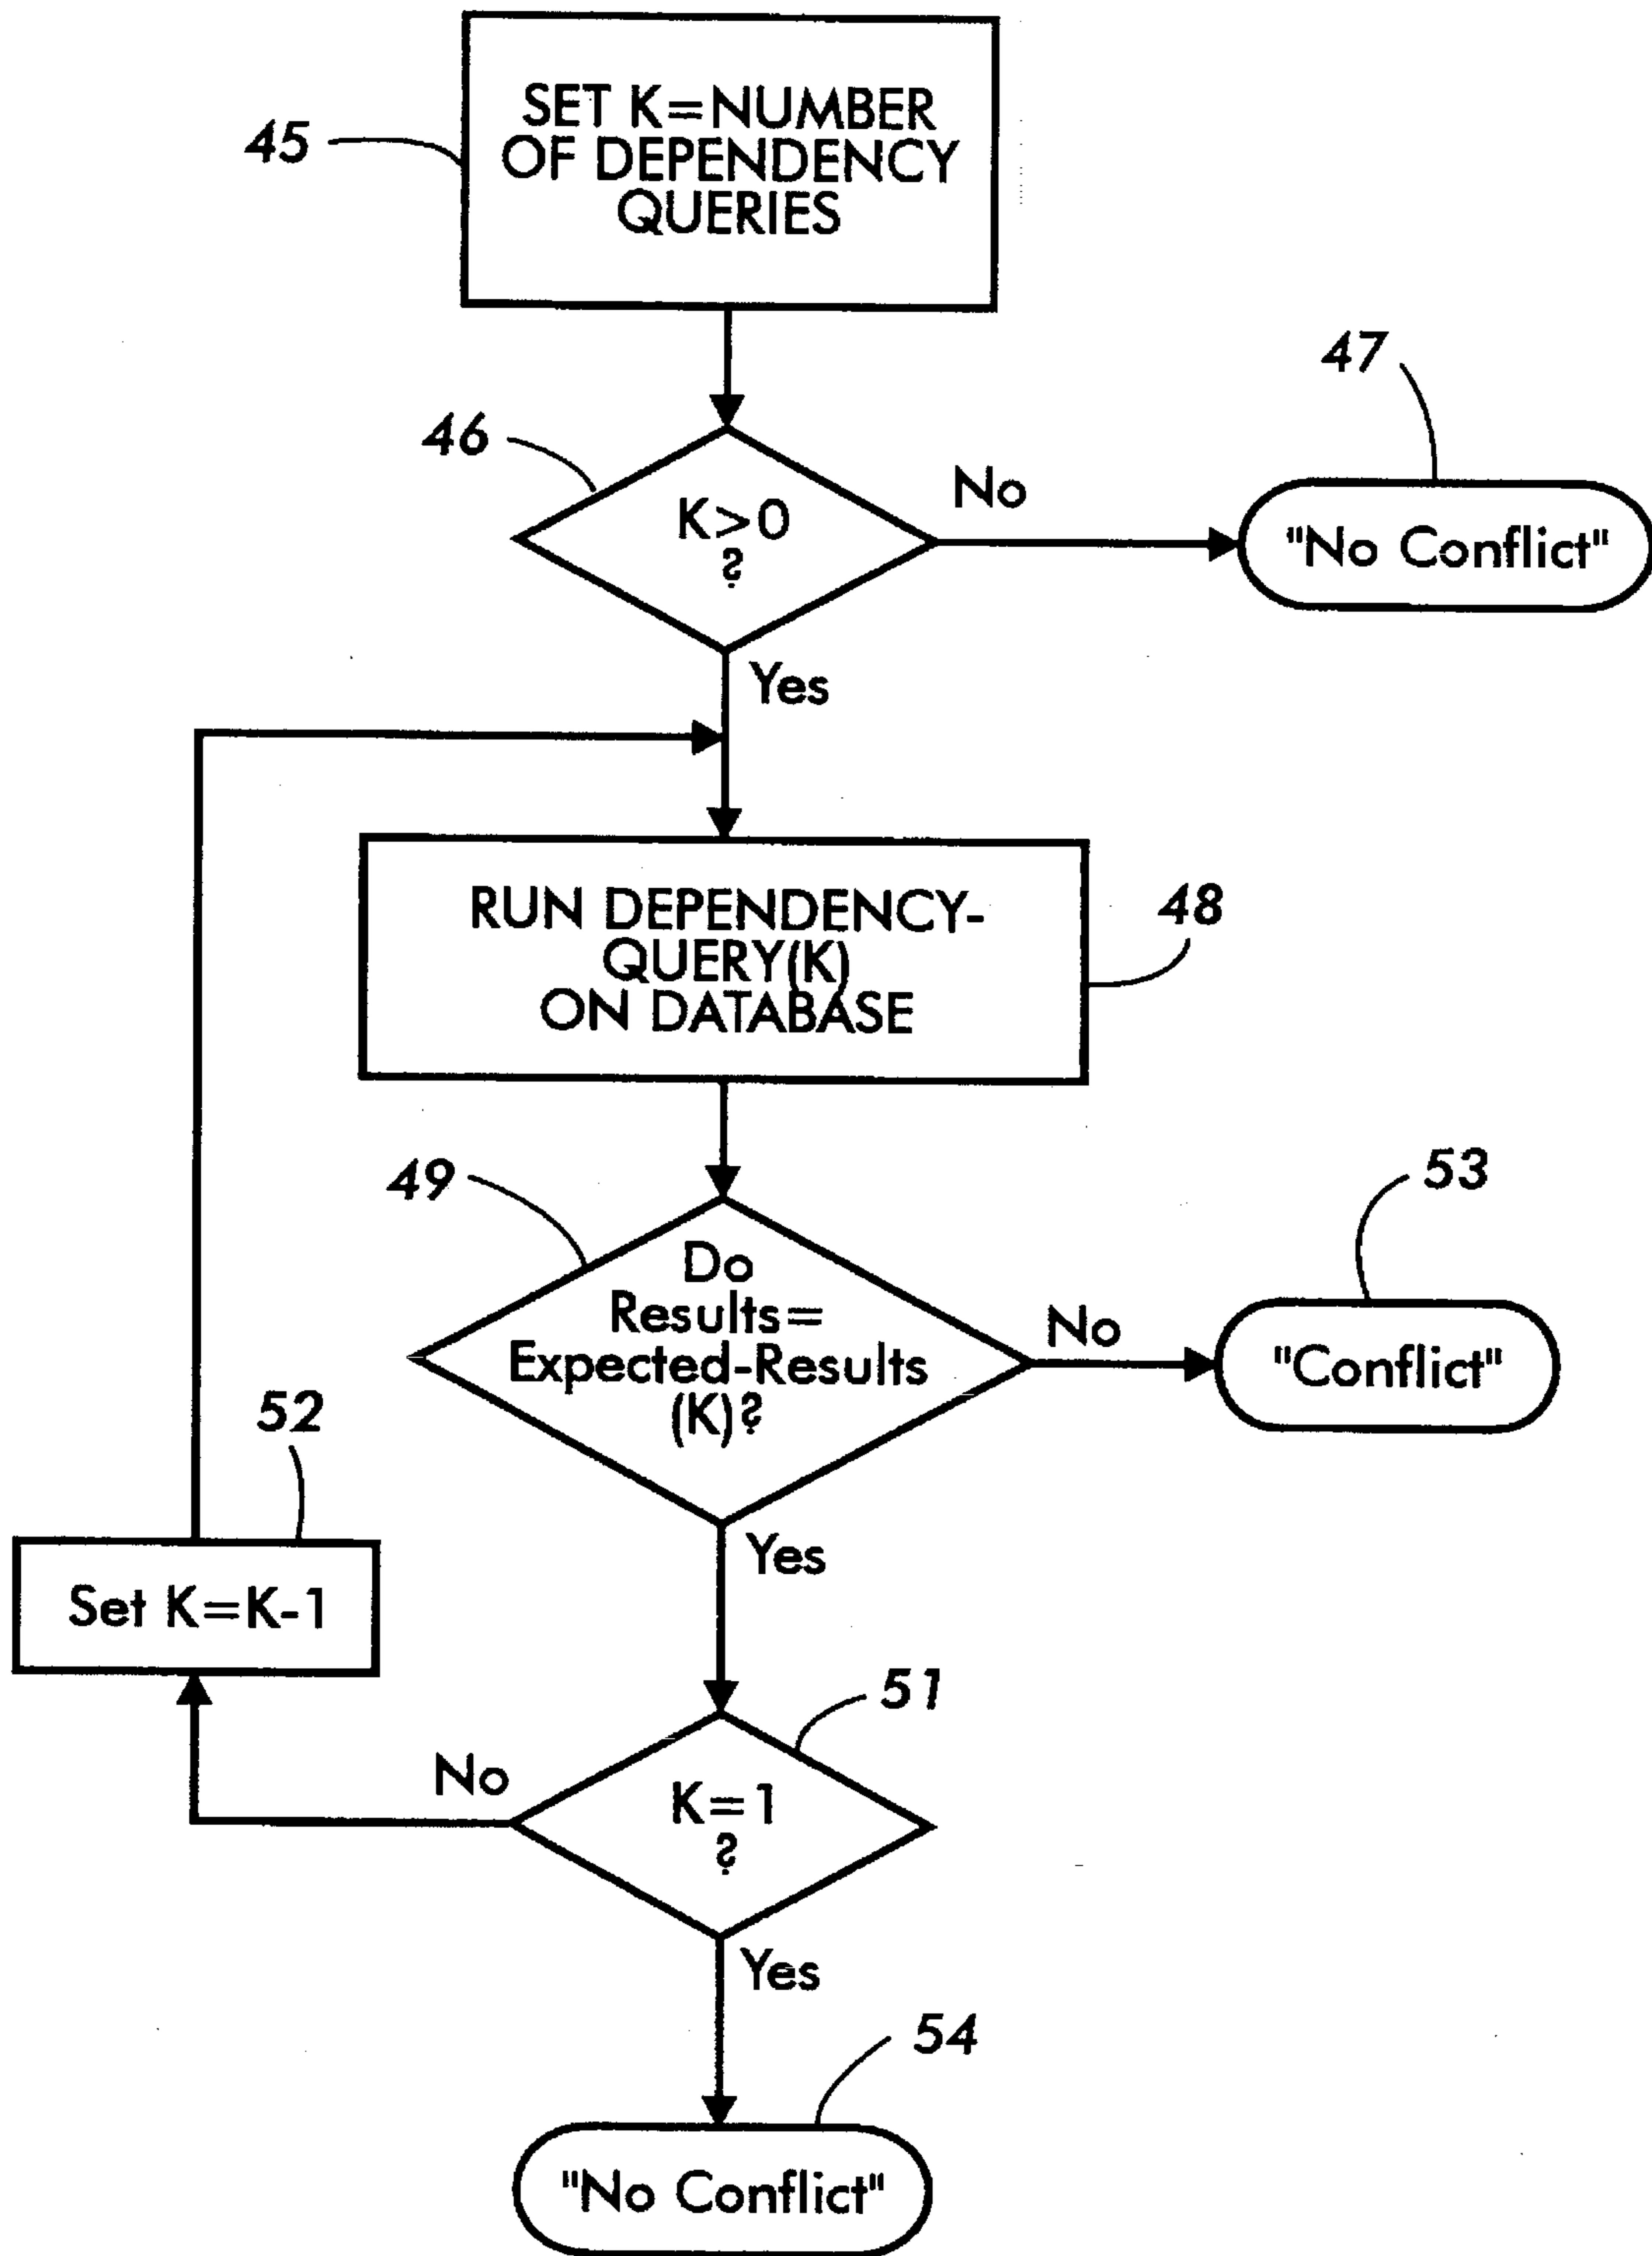 SET K=NUMBER
OF DEPENDENCY
QUERIES
45
46
K>0
?
No
47
"No Conflict"
Yes
RUN DEPENDENCY-
QUERY(K)
ON DATABASE
48
49
Do
Results=
Expected-Results
(K)?
No
53
"Conflict"
52
Set K=K-1
Yes
51
K=1
?
No
Yes
54
"No Conflict"